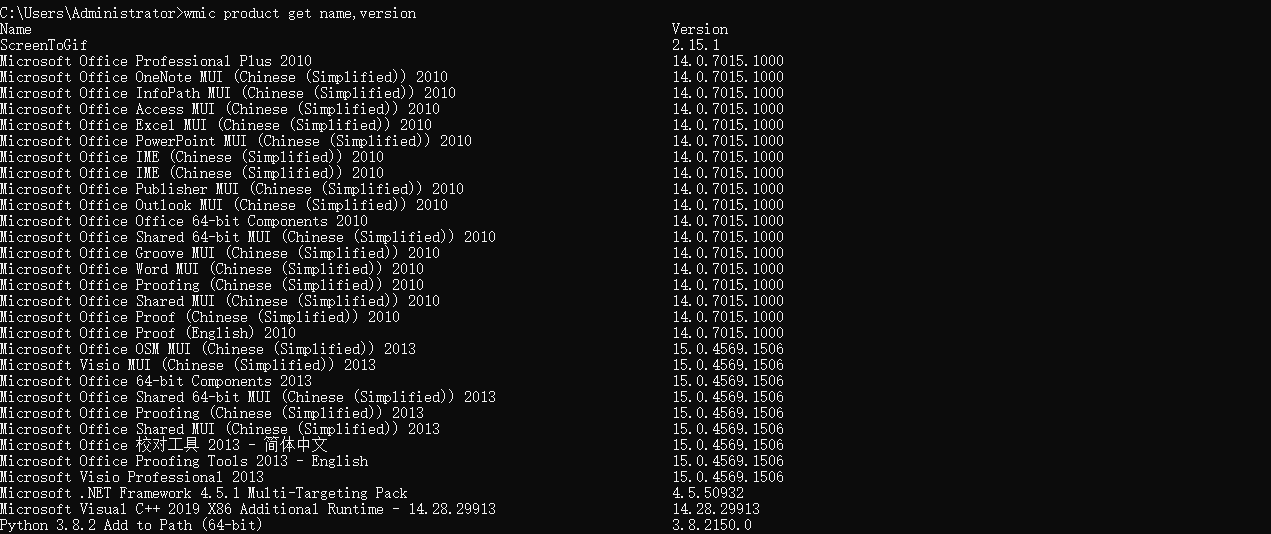 C:\Users\Administrator>wmic product get name,version
Name Version
ScreenToGif 2.15.1
Microsoft Office Professional Plus 2010 14.0.7015.1000
Microsoft Office OneNote MUI (Chinese (Simplified)) 2010 14.0.7015.1000
Microsoft Office InfoPath MUI (Chinese (Simplified)) 2010 14.0.7015.1000
Microsoft Office Access MUI (Chinese (Simplified)) 2010 14.0.7015.1000
Microsoft Office Excel MUI (Chinese (Simplified)) 2010 14.0.7015.1000
Microsoft Office PowerPoint MUI (Chinese (Simplified)) 2010 14.0.7015.1000
Microsoft Office IME (Chinese (Simplified)) 2010 14.0.7015.1000
Microsoft Office IME (Chinese (Simplified)) 2010 14.0.7015.1000
Microsoft Office Publisher MUI (Chinese (Simplified)) 2010 14.0.7015.1000
Microsoft Office Outlook MUI (Chinese (Simplified)) 2010 14.0.7015.1000
Microsoft Office Office 64-bit Components 2010 14.0.7015.1000
Microsoft Office Shared 64-bit MUI (Chinese (Simplified)) 2010 14.0.7015.1000
Microsoft Office Groove MUI (Chinese (Simplified)) 2010 14.0.7015.1000
Microsoft Office Word MUI (Chinese (Simplified)) 2010 14.0.7015.1000
Microsoft Office Proofing (Chinese (Simplified)) 2010 14.0.7015.1000
Microsoft Office Shared MUI (Chinese (Simplified)) 2010 14.0.7015.1000
Microsoft Office Proof (Chinese (Simplified)) 2010 14.0.7015.1000
Microsoft Office Proof (English) 2010 14.0.7015.1000
Microsoft Office OSM MUI (Chinese (Simplified)) 2013 15.0.4569.1506
Microsoft Visio MUI (Chinese (Simplified)) 2013 15.0.4569.1506
Microsoft Office 64-bit Components 2013 15.0.4569.1506
Microsoft Office Shared 64-bit MUI (Chinese (Simplified)) 2013 15.0.4569.1506
Microsoft Office Proofing (Chinese (Simplified)) 2013 15.0.4569.1506
Microsoft Office Shared MUI (Chinese (Simplified)) 2013 15.0.4569.1506
Microsoft Office 校对工具 2013 - 简体中文 15.0.4569.1506
Microsoft Office Proofing Tools 2013 - English 15.0.4569.1506
Microsoft Visio Professional 2013 15.0.4569.1506
Microsoft .NET Framework 4.5.1 Multi-Targeting Pack 4.5.50932
Microsoft Visual C++ 2019 X86 Additional Runtime - 14.28.29913 14.28.29913
Python 3.8.2 Add to Path (64-bit) 3.8.2150.0